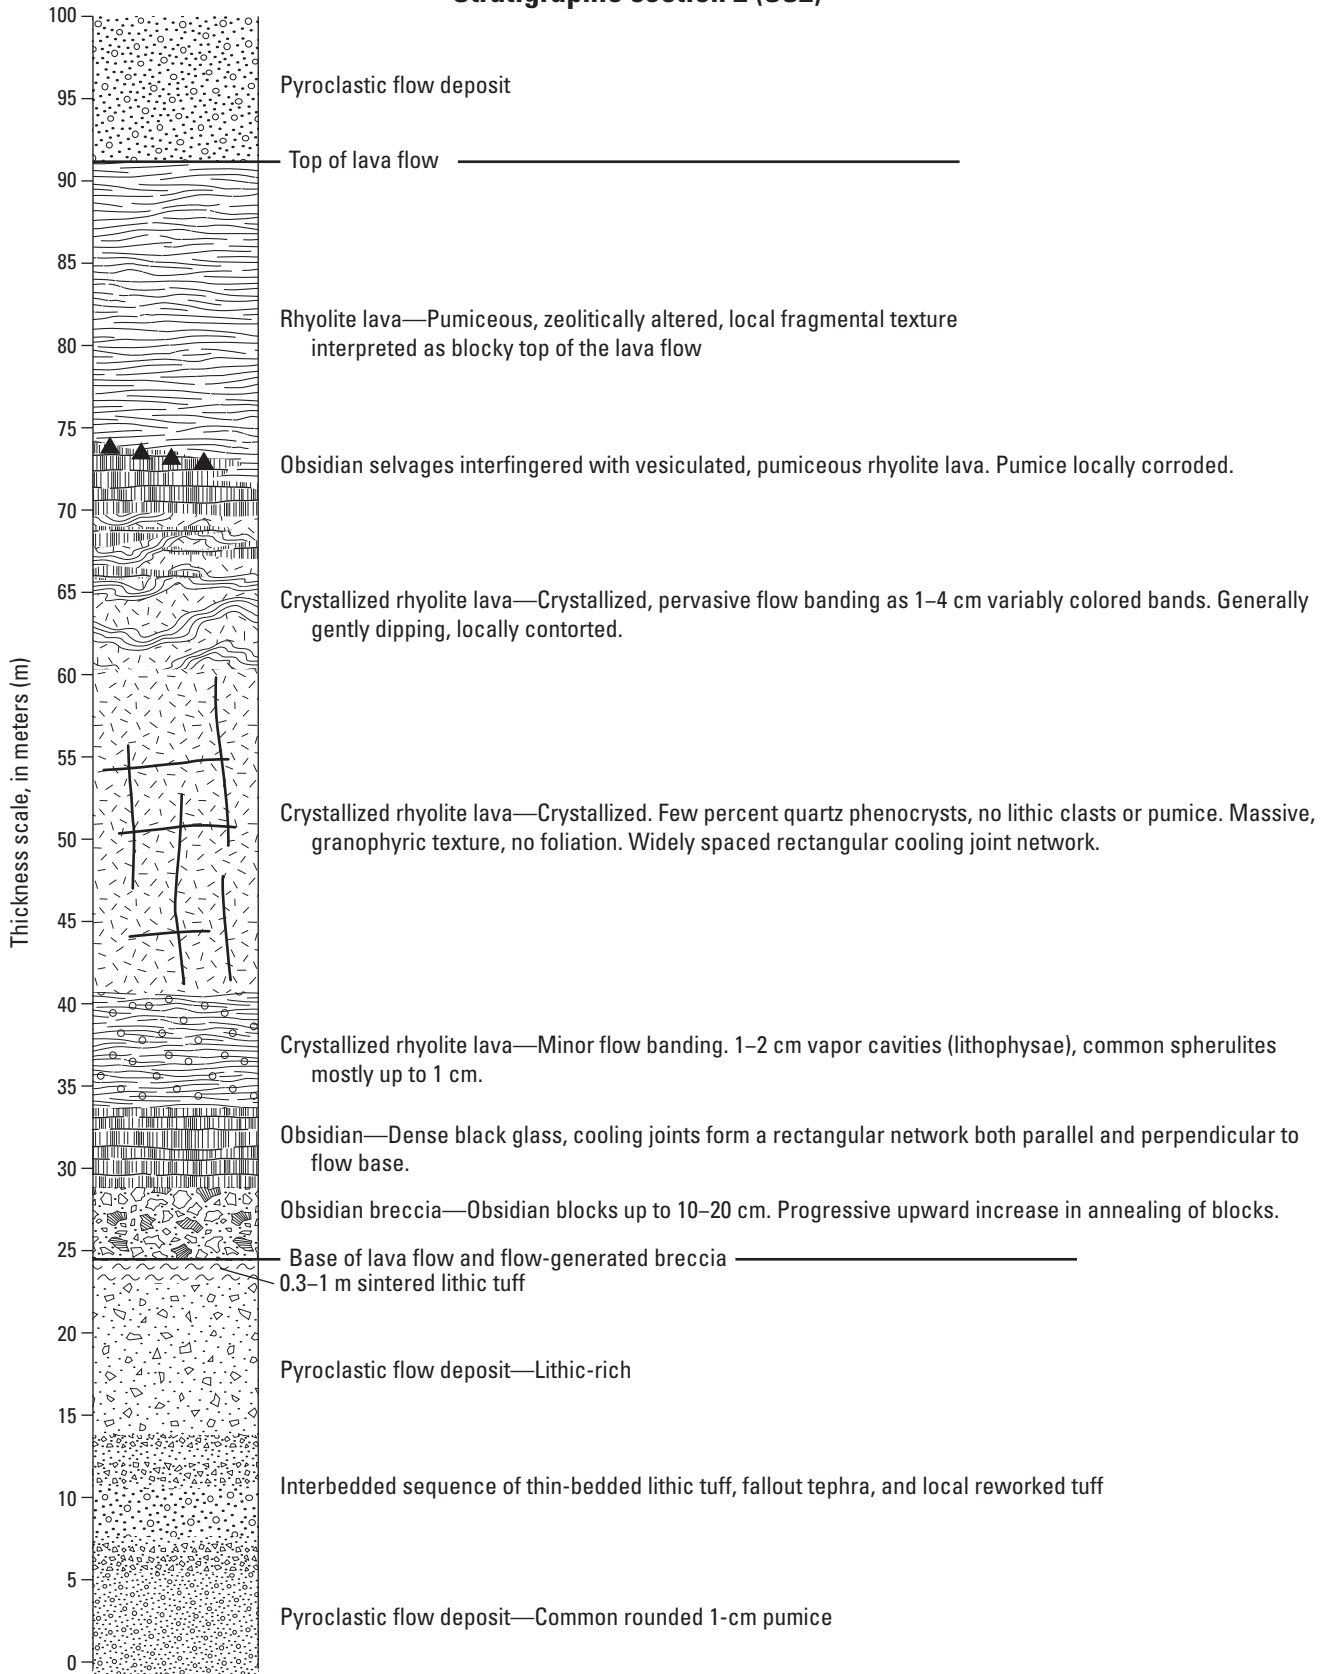 Stratigraphic section 2 (SS2)
100
Pyroclastic flow deposit
95
Top of lava flow
90
85
Rhyolite lava—Pumiceous, zeolitically altered, local fragmental texture
interpreted as blocky top of the lava flow
80
75
Obsidian selvages interfingered with vesiculated, pumiceous rhyolite lava. Pumice locally corroded.
70
65
Crystallized rhyolite lava—Crystallized, pervasive flow banding as 1–4 cm variably colored bands. Generally
gently dipping, locally contorted.
60
Thickness scale, in meters (m)
55
Crystallized rhyolite lava—Crystallized. Few percent quartz phenocrysts, no lithic clasts or pumice. Massive,
granophyric texture, no foliation. Widely spaced rectangular cooling joint network.
50
45
40
Crystallized rhyolite lava—Minor flow banding. 1–2 cm vapor cavities (lithophysae), common spherulites
mostly up to 1 cm.
35
Obsidian—Dense black glass, cooling joints form a rectangular network both parallel and perpendicular to
flow base.
30
Obsidian breccia—Obsidian blocks up to 10–20 cm. Progressive upward increase in annealing of blocks.
25
Base of lava flow and flow-generated breccia
0.3–1 m sintered lithic tuff
20
Pyroclastic flow deposit—Lithic-rich
15
Interbedded sequence of thin-bedded lithic tuff, fallout tephra, and local reworked tuff
10
5
Pyroclastic flow deposit—Common rounded 1-cm pumice
0